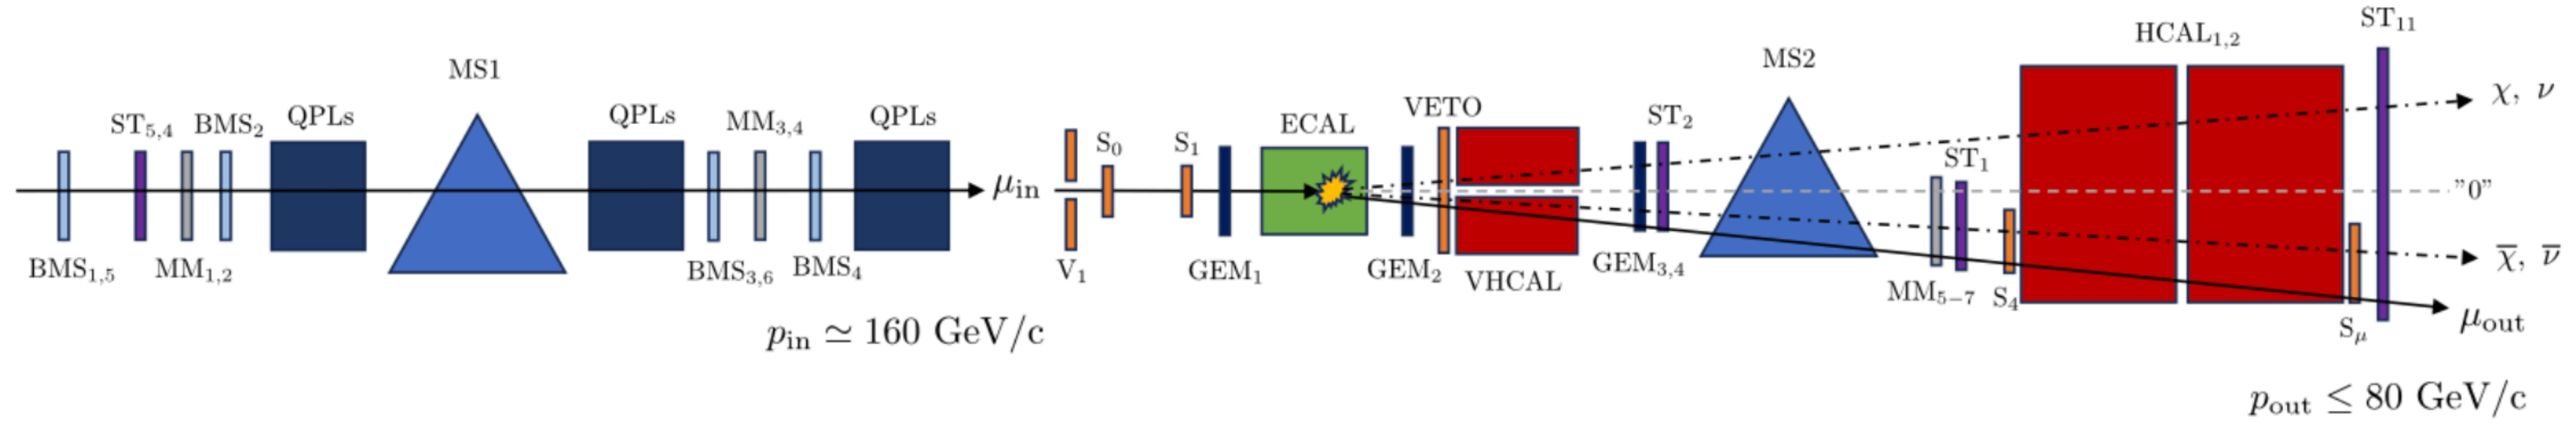 ST₁₁
HCAL₁,₂
MS1
MS2
QPLs
QPLs
QPLs
ST₅,₄
BMS₂
MM₃,₄
VETO
ECAL
ST₂
S₀
S₁
ST₁
χ, ν
μin
"0"
BMS₁,₅
MM₁,₂
BMS₃,₆
BMS₄
V₁
GEM₁
GEM₂
VHCAL
GEM₃,₄
MM₅₋₇
S₄
χ̅, ν̅
μout
Sμ
pin ≃ 160 GeV/c
pout ≤ 80 GeV/c